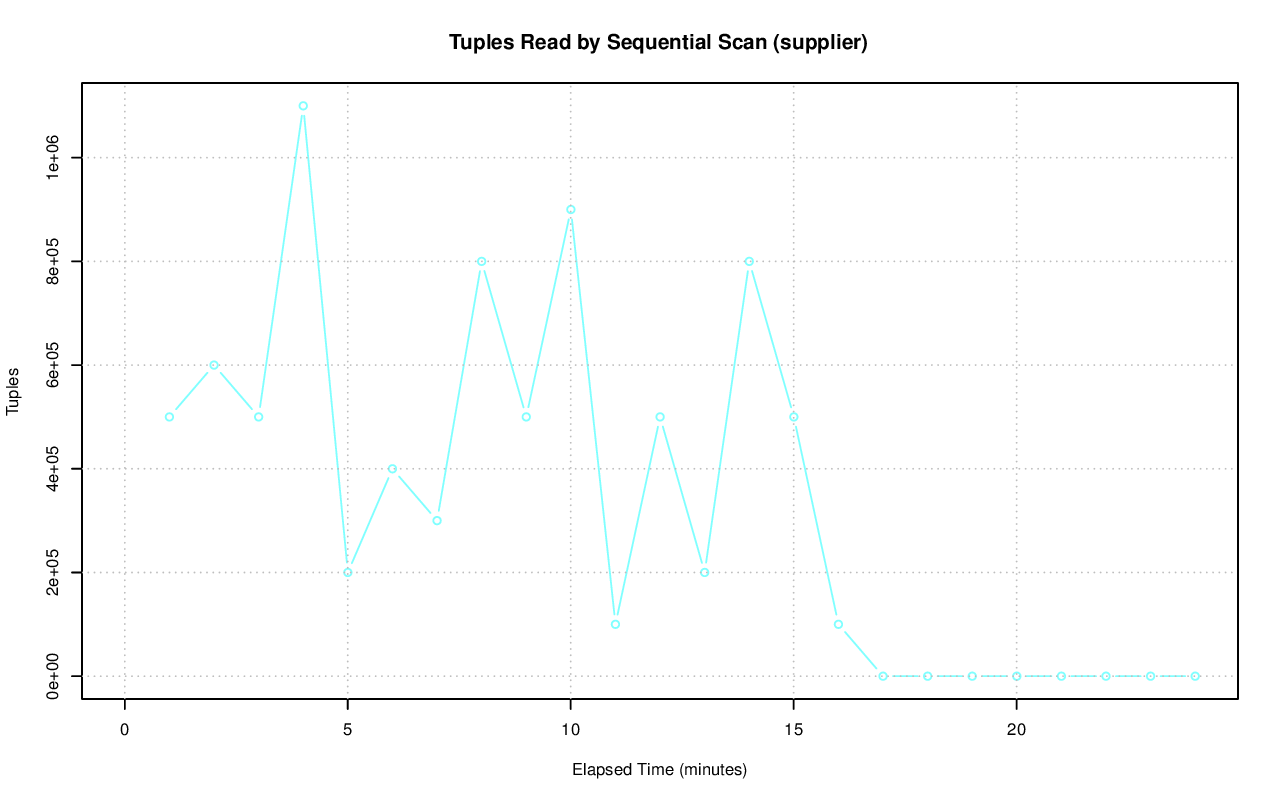 Tuples Read by Sequential Scan (supplier)
1e+06
8e+05
6e+05
4e+05
2e+05
0e+00
Tuples
0 5 10 15 20
Elapsed Time (minutes)